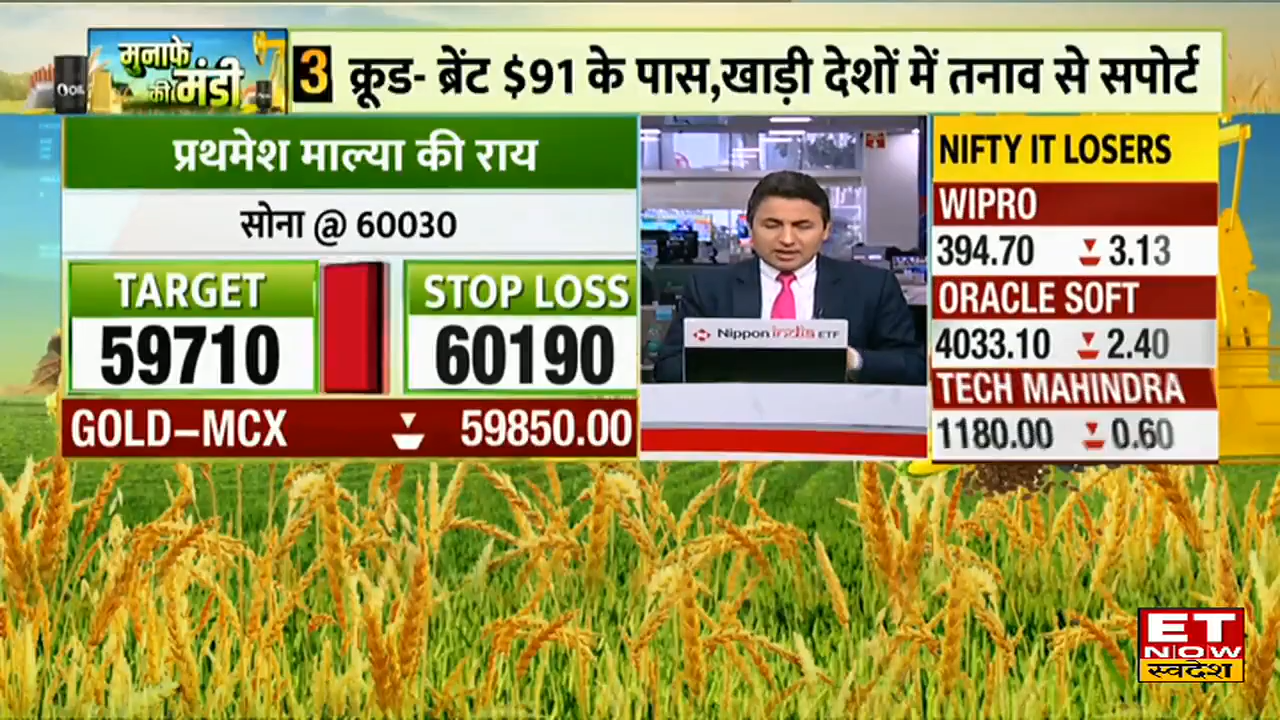 मुनाफे
की मंडी
OIL
3 क्रूड- ब्रेंट $91 के पास,खाड़ी देशों में तनाव से सपोर्ट
प्रथमेश माल्या की राय
सोना @ 60030
TARGET
59710
STOP LOSS
60190
GOLD–MCX 59850.00
Nippon india ETF
NIFTY IT LOSERS
WIPRO
394.70 3.13
ORACLE SOFT
4033.10 2.40
TECH MAHINDRA
1180.00 0.60
ET
NOW
स्वदेश